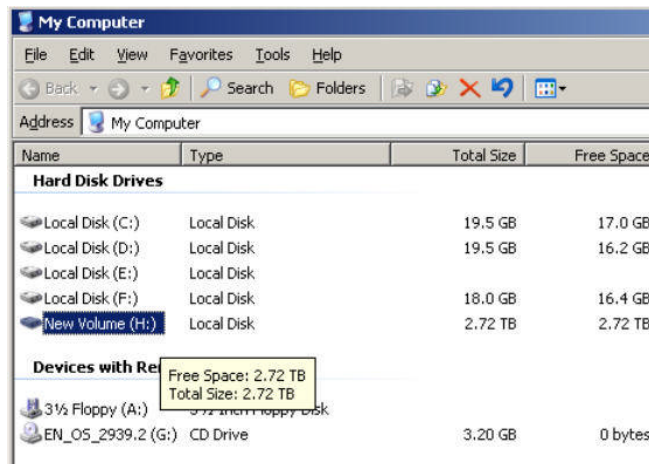 My Computer
File Edit View Favorites Tools Help
Back Search Folders
Address My Computer
Name Type Total Size Free Space
Hard Disk Drives
Local Disk (C:) Local Disk 19.5 GB 17.0 GB
Local Disk (D:) Local Disk 19.5 GB 16.2 GB
Local Disk (E:) Local Disk
Local Disk (F:) Local Disk 18.0 GB 16.4 GB
New Volume (H:) Local Disk 2.72 TB 2.72 TB
Devices with
Free Space: 2.72 TB
Total Size: 2.72 TB
3½ Floppy (A:) Floppy Disk
EN_OS_2939.2 (G:) CD Drive 3.20 GB 0 bytes